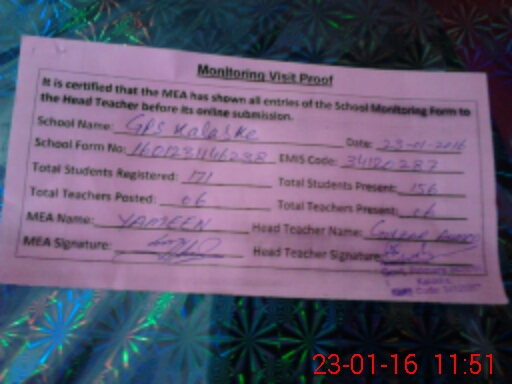 Monitoring Visit Proof
It is certified that the MEA has shown all entries of the School Monitoring Form to
the Head Teacher before its online submission.
School Name: GPS Date: 23-01-2016
School Form No: EMIS Code: 34120287
Total Students Registered: 171 Total Students Present: 156
Total Teachers Posted: 06 Total Teachers Present: 06
MEA Name: YAMEEN Head Teacher Name:
MEA Signature: Head Teacher Signature:
23-01-16 11:51